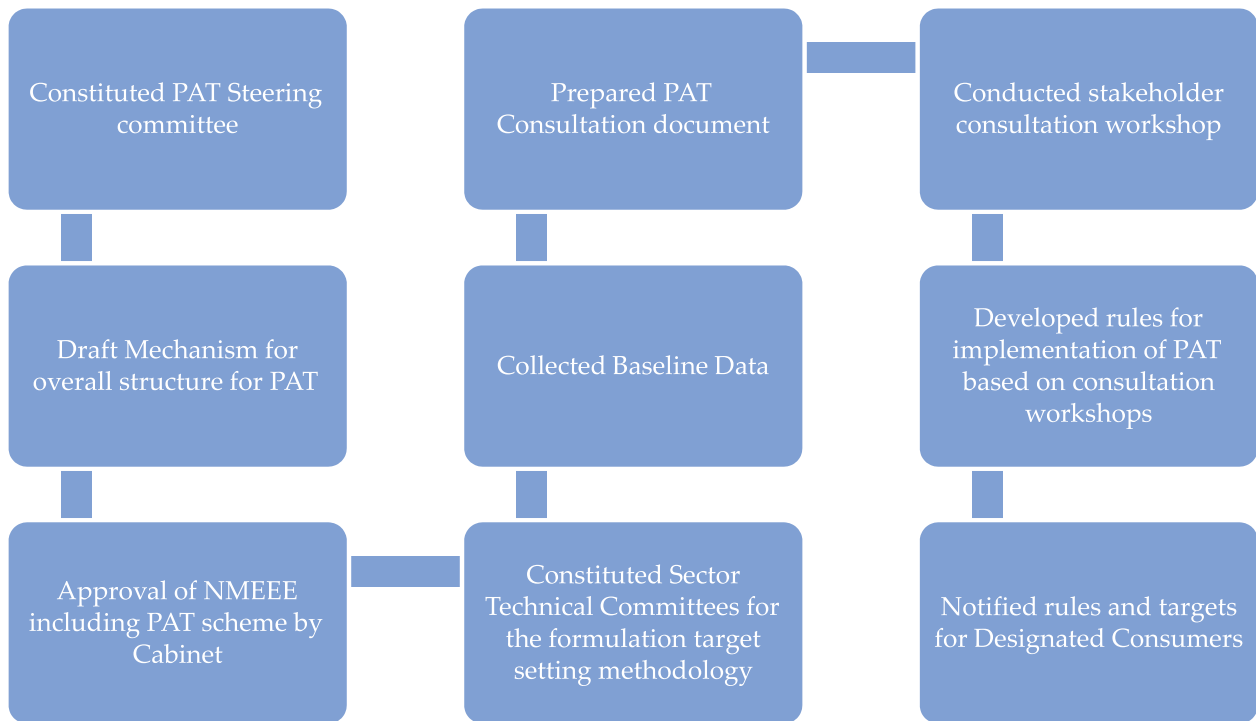 Constituted PAT Steering
committee
Draft Mechanism for
overall structure for PAT
Approval of NMEEE
including PAT scheme by
Cabinet
Constituted Sector
Technical Committees for
the formulation target
setting methodology
Collected Baseline Data
Prepared PAT
Consultation document
Conducted stakeholder
consultation workshop
Developed rules for
implementation of PAT
based on consultation
workshops
Notified rules and targets
for Designated Consumers